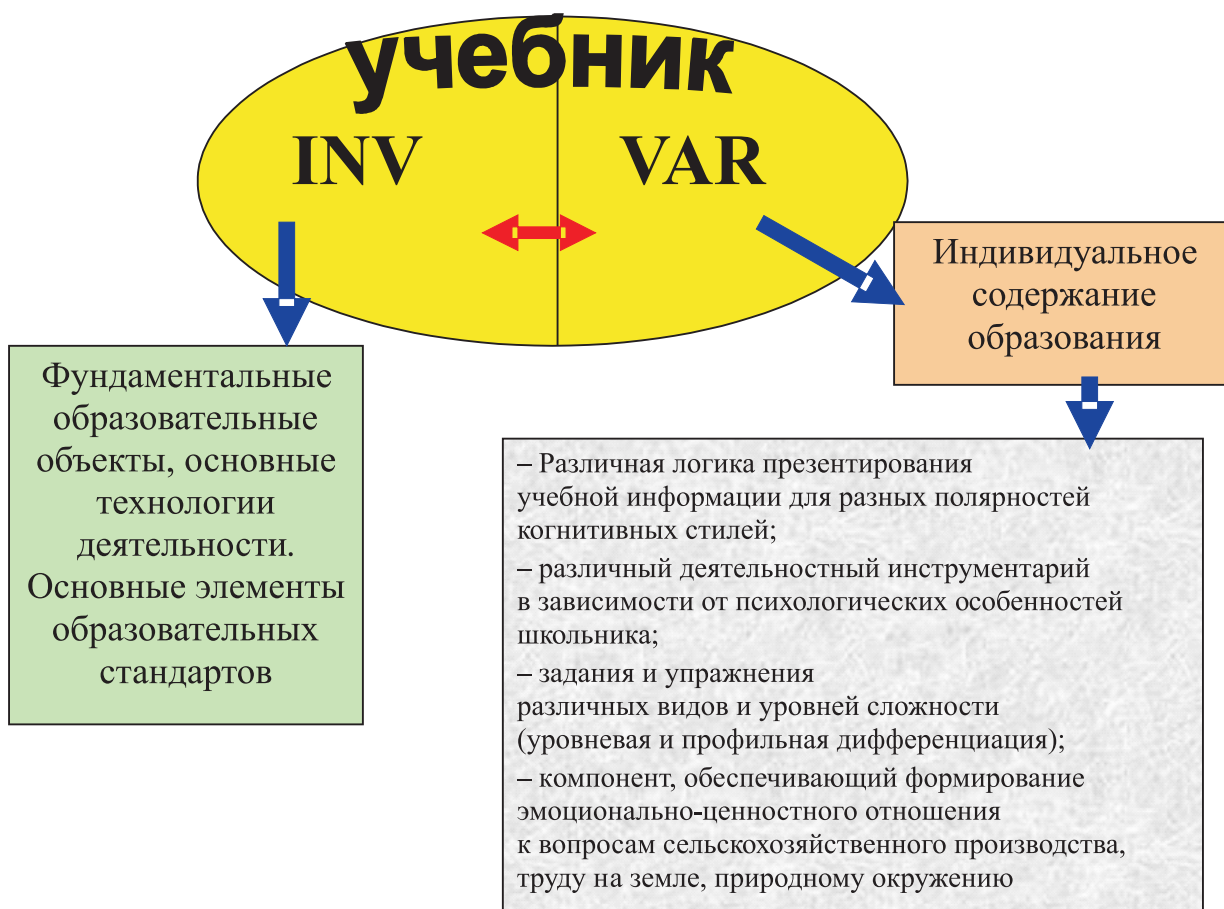 учебник
INV
VAR
Индивидуальное
содержание
образования
Фундаментальные
образовательные
объекты, основные
технологии
деятельности.
Основные элементы
образовательных
стандартов
– Различная логика презентирования
учебной информации для разных полярностей
когнитивных стилей;
– различный деятельностный инструментарий
в зависимости от психологических особенностей
школьника;
– задания и упражнения
различных видов и уровней сложности
(уровневая и профильная дифференциация);
– компонент, обеспечивающий формирование
эмоционально-ценностного отношения
к вопросам сельскохозяйственного производства,
труду на земле, природному окружению